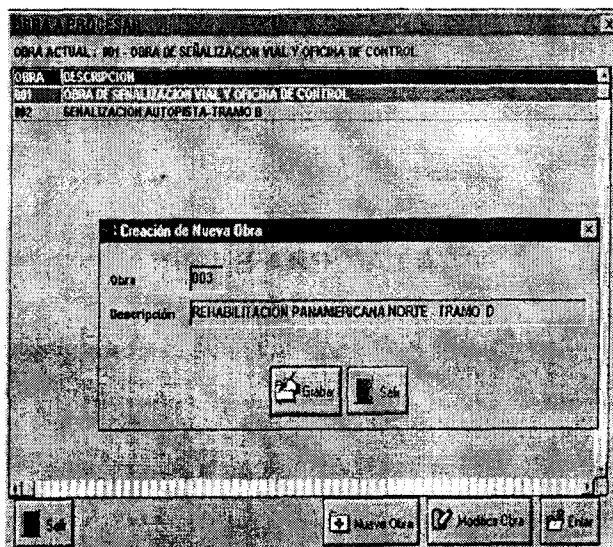 OBRA A PROCESAR
OBRA ACTUAL : 001 - OBRA DE SEÑALIZACION VIAL Y OFICINA DE CONTROL
OBRA DESCRIPCION
001 OBRA DE SEÑALIZACION VIAL Y OFICINA DE CONTROL
002 SEÑALIZACION AUTOPISTA-TRAMO B
: Creación de Nueva Obra
Obra 003
Descripción REHABILITACION PANAMERICANA NORTE - TRAMO D
Grabar Salir
Salir Nueva Obra Modifica Obra